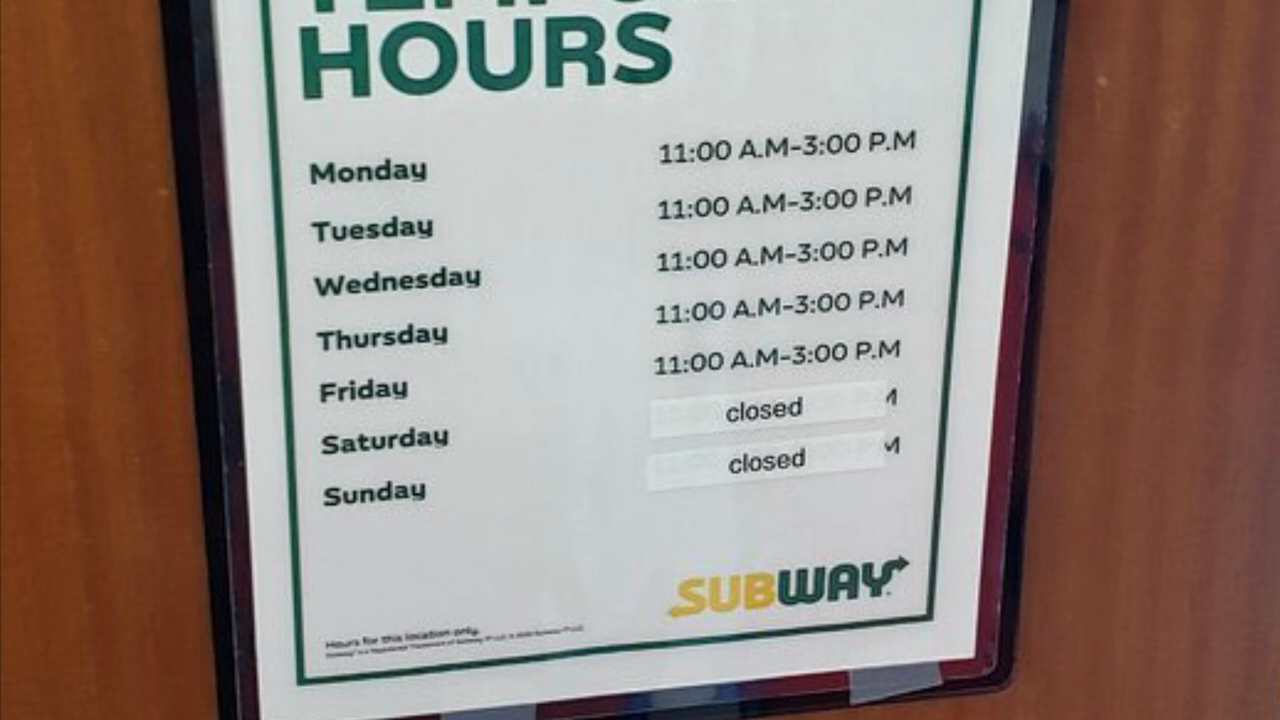 HOURS
Monday 11:00 A.M-3:00 P.M
Tuesday 11:00 A.M-3:00 P.M
Wednesday 11:00 A.M-3:00 P.M
Thursday 11:00 A.M-3:00 P.M
Friday 11:00 A.M-3:00 P.M
Saturday closed M
Sunday closed M
SUBWAY
Hours for this location only.